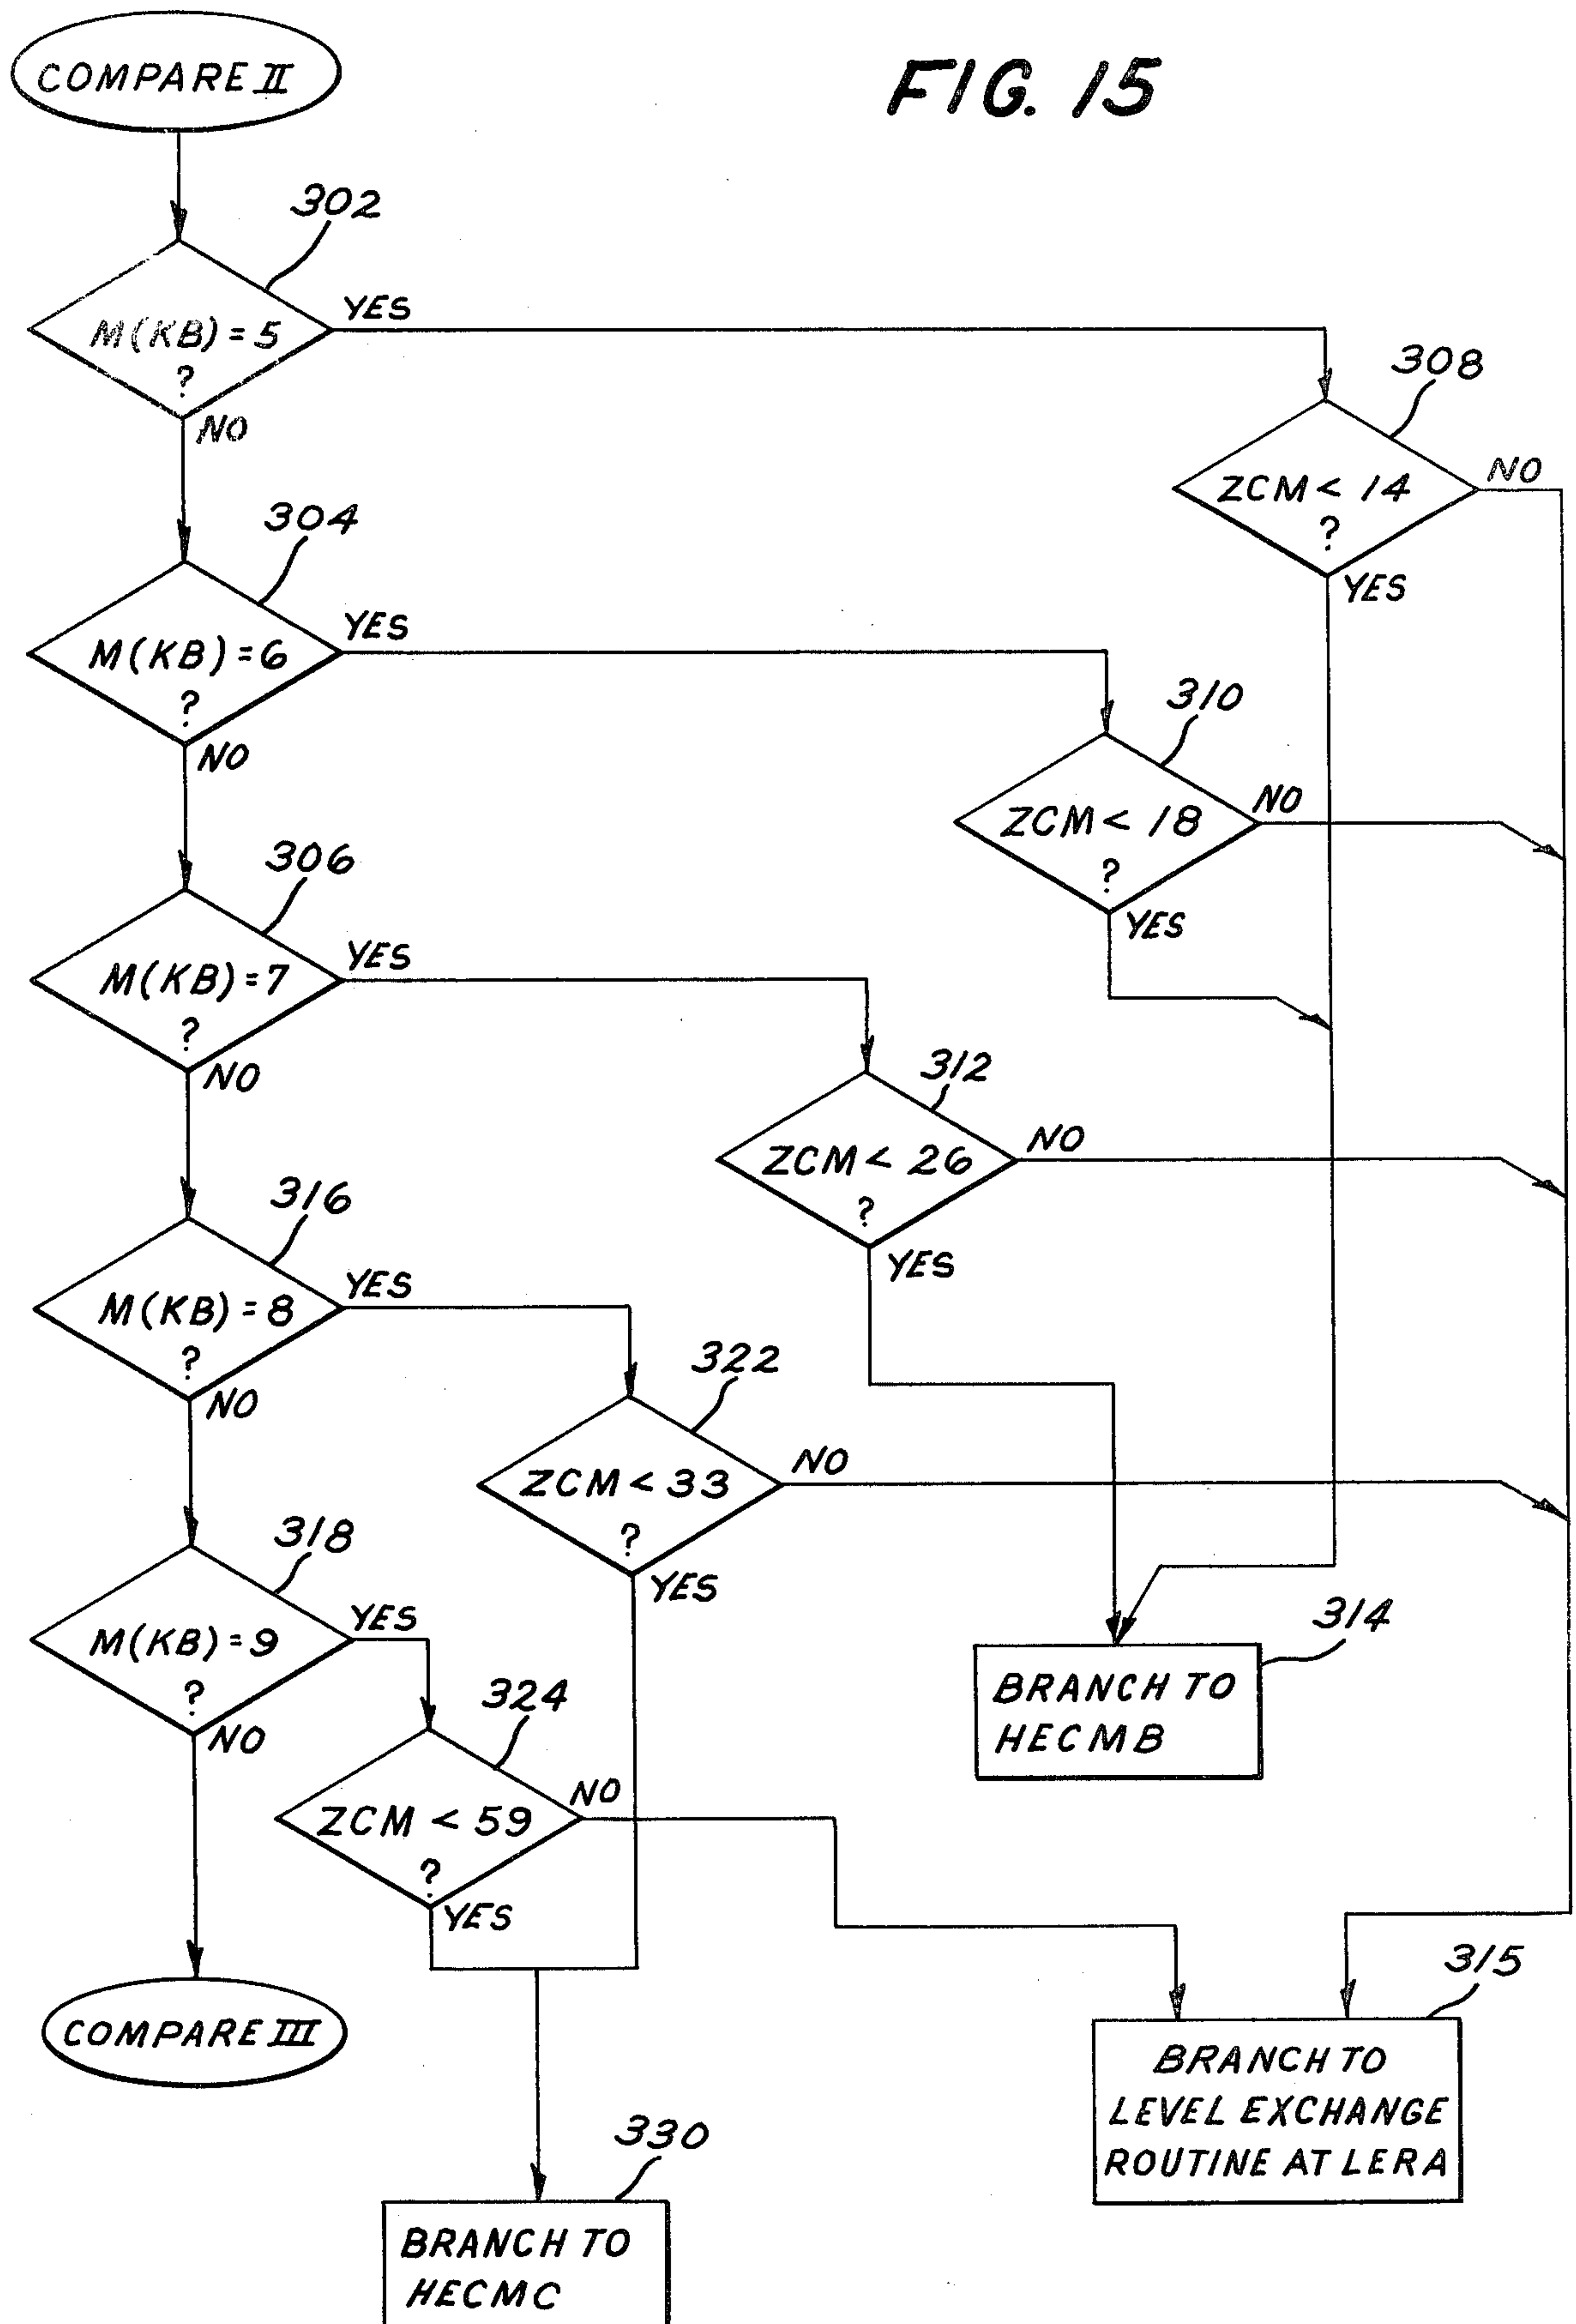 COMPARE II
FIG. 15
302
M(KB)=5
?
YES
NO
308
ZCM < 14
?
NO
YES
304
M(KB)=6
?
YES
NO
310
ZCM < 18
?
NO
YES
306
M(KB)=7
?
YES
NO
312
ZCM < 26
?
NO
YES
316
M(KB)=8
?
YES
NO
322
ZCM < 33
?
NO
YES
318
M(KB)=9
?
YES
NO
314
BRANCH TO
HECMB
324
ZCM < 59
?
NO
YES
COMPARE III
315
BRANCH TO
LEVEL EXCHANGE
ROUTINE AT LERA
330
BRANCH TO
HECMC